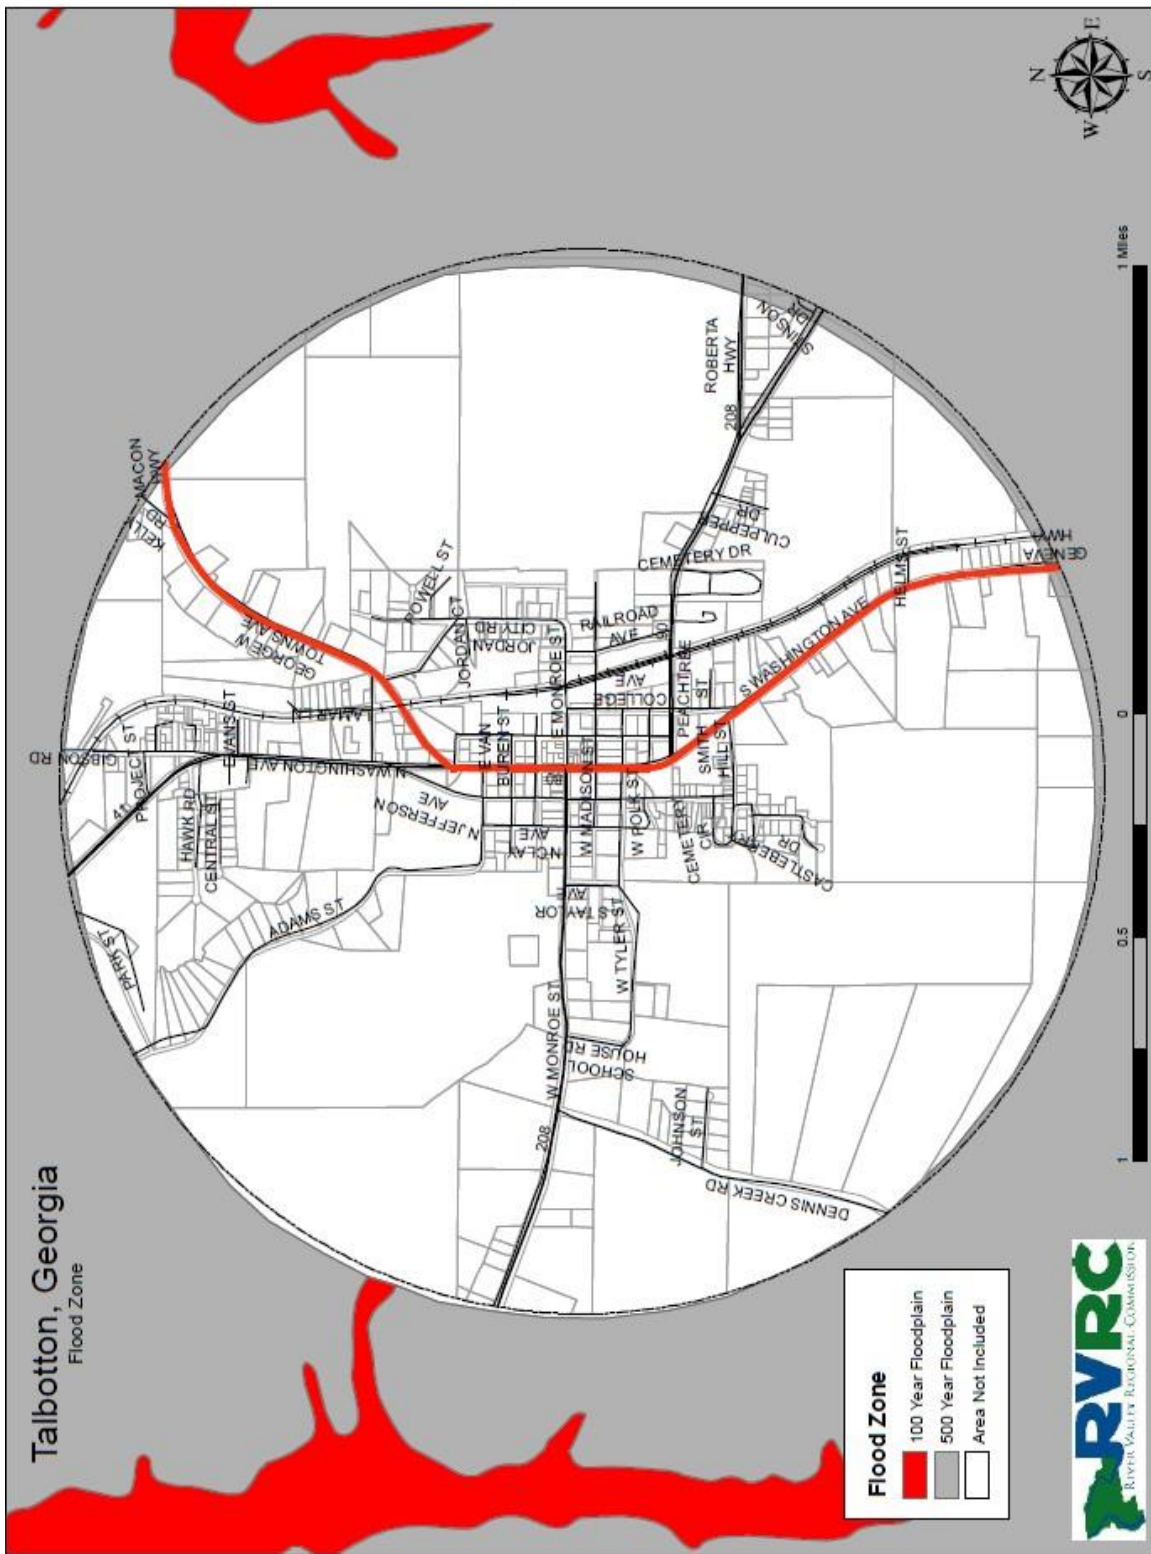 Talbotton, Georgia
Flood Zone
N
W
E
S
GIBSON RD
PROJECT ST
41
HAWK RD
CENTRAL ST
EVANS ST
PARK ST
ADAMS ST
N WASHINGTON AVE
N JEFFERSON
AVE
N CLAY
AVE
LAMAR LN
GEORGE W
TOWNS AVE
KELLY RD
MACON
HWY
POWELL ST
JORDAN CT
JORDAN
CITY RD
E VAN
BUREN ST
E MONROE ST
80
W MADISON ST
W POLK ST
W MONROE ST
208
S TAYLOR
AVE
W TYLER ST
SCHOOL
HOUSE RD
JOHNSON
ST
DENNIS CREEK RD
RAILROAD
AVE
COLLEGE
AVE
90
PEACHTREE
ST
SMITH
HILL ST
CEMETERY
CIR
CASTLEBERRY
DR
CEMETERY DR
CULPEPPER
DR
208
ROBERTA
HWY
STINSON
DR
S WASHINGTON AVE
HELMS ST
GENEVA
HWY
Flood Zone
100 Year Floodplain
500 Year Floodplain
Area Not Included
1
0.5
0
1 Miles
RVRC
RIVER VALLEY REGIONAL COMMISSION